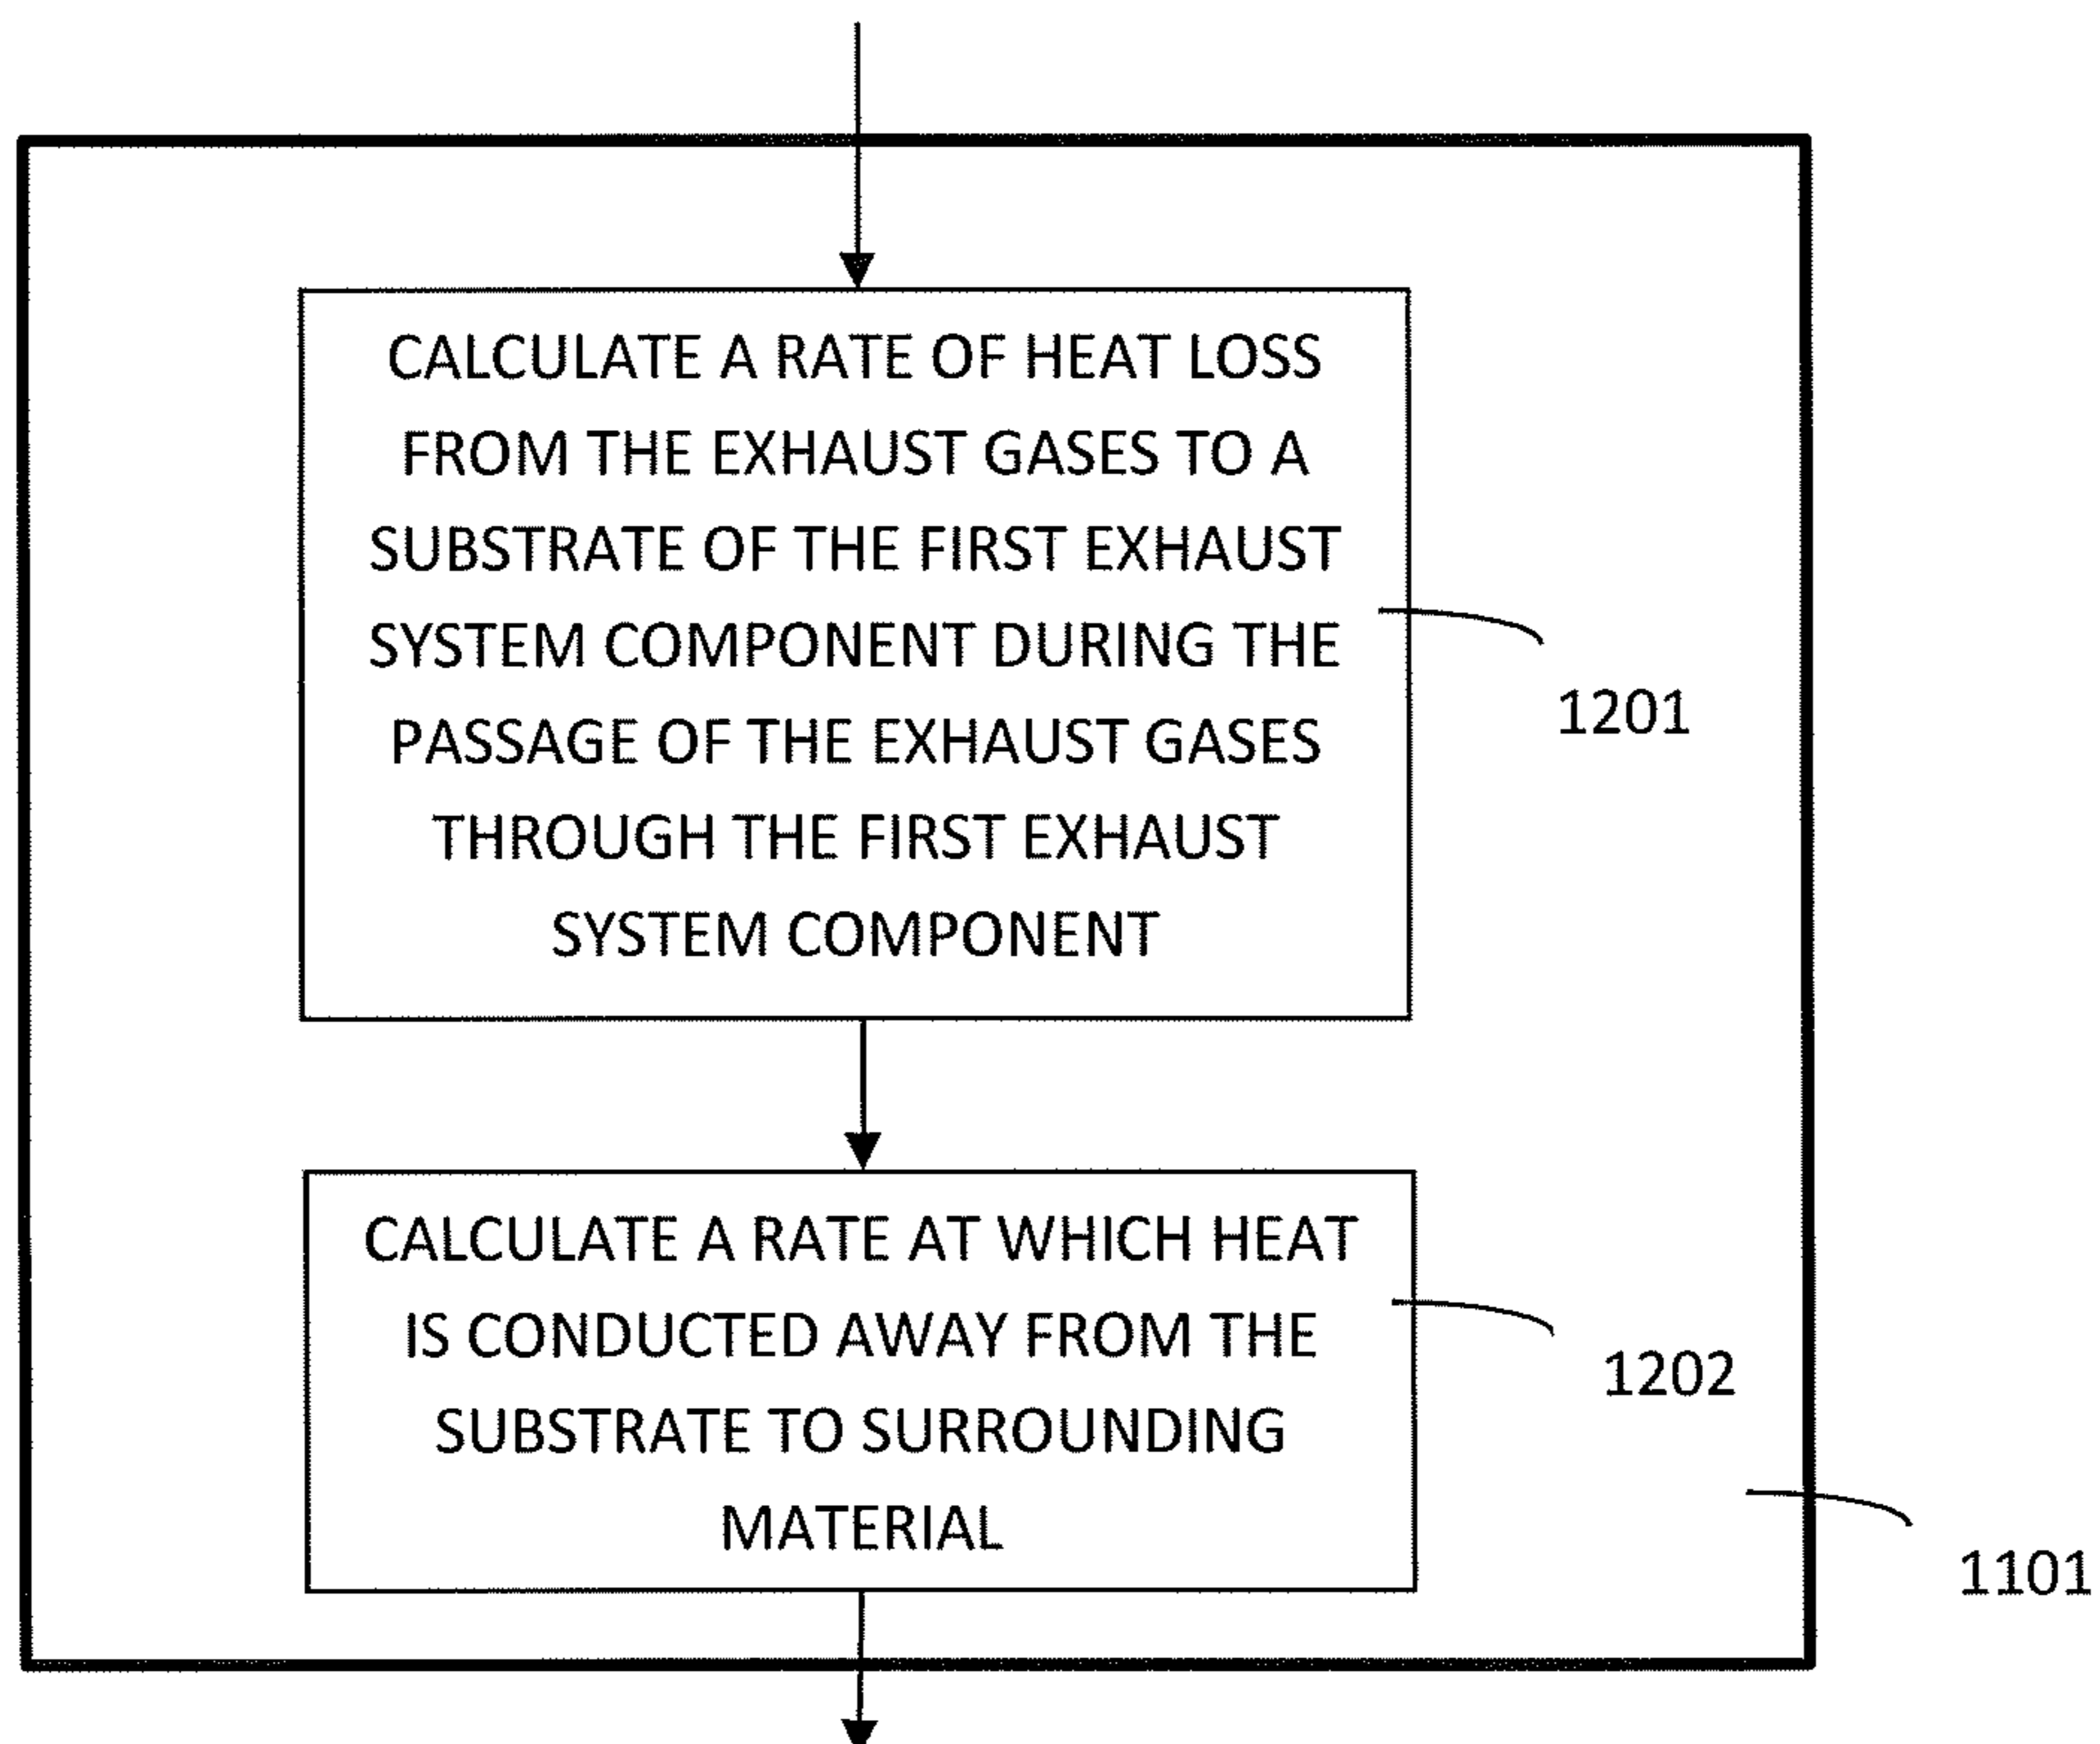 CALCULATE A RATE OF HEAT LOSS
FROM THE EXHAUST GASES TO A
SUBSTRATE OF THE FIRST EXHAUST
SYSTEM COMPONENT DURING THE
PASSAGE OF THE EXHAUST GASES
THROUGH THE FIRST EXHAUST
SYSTEM COMPONENT
1201
CALCULATE A RATE AT WHICH HEAT
IS CONDUCTED AWAY FROM THE
SUBSTRATE TO SURROUNDING
MATERIAL
1202
1101